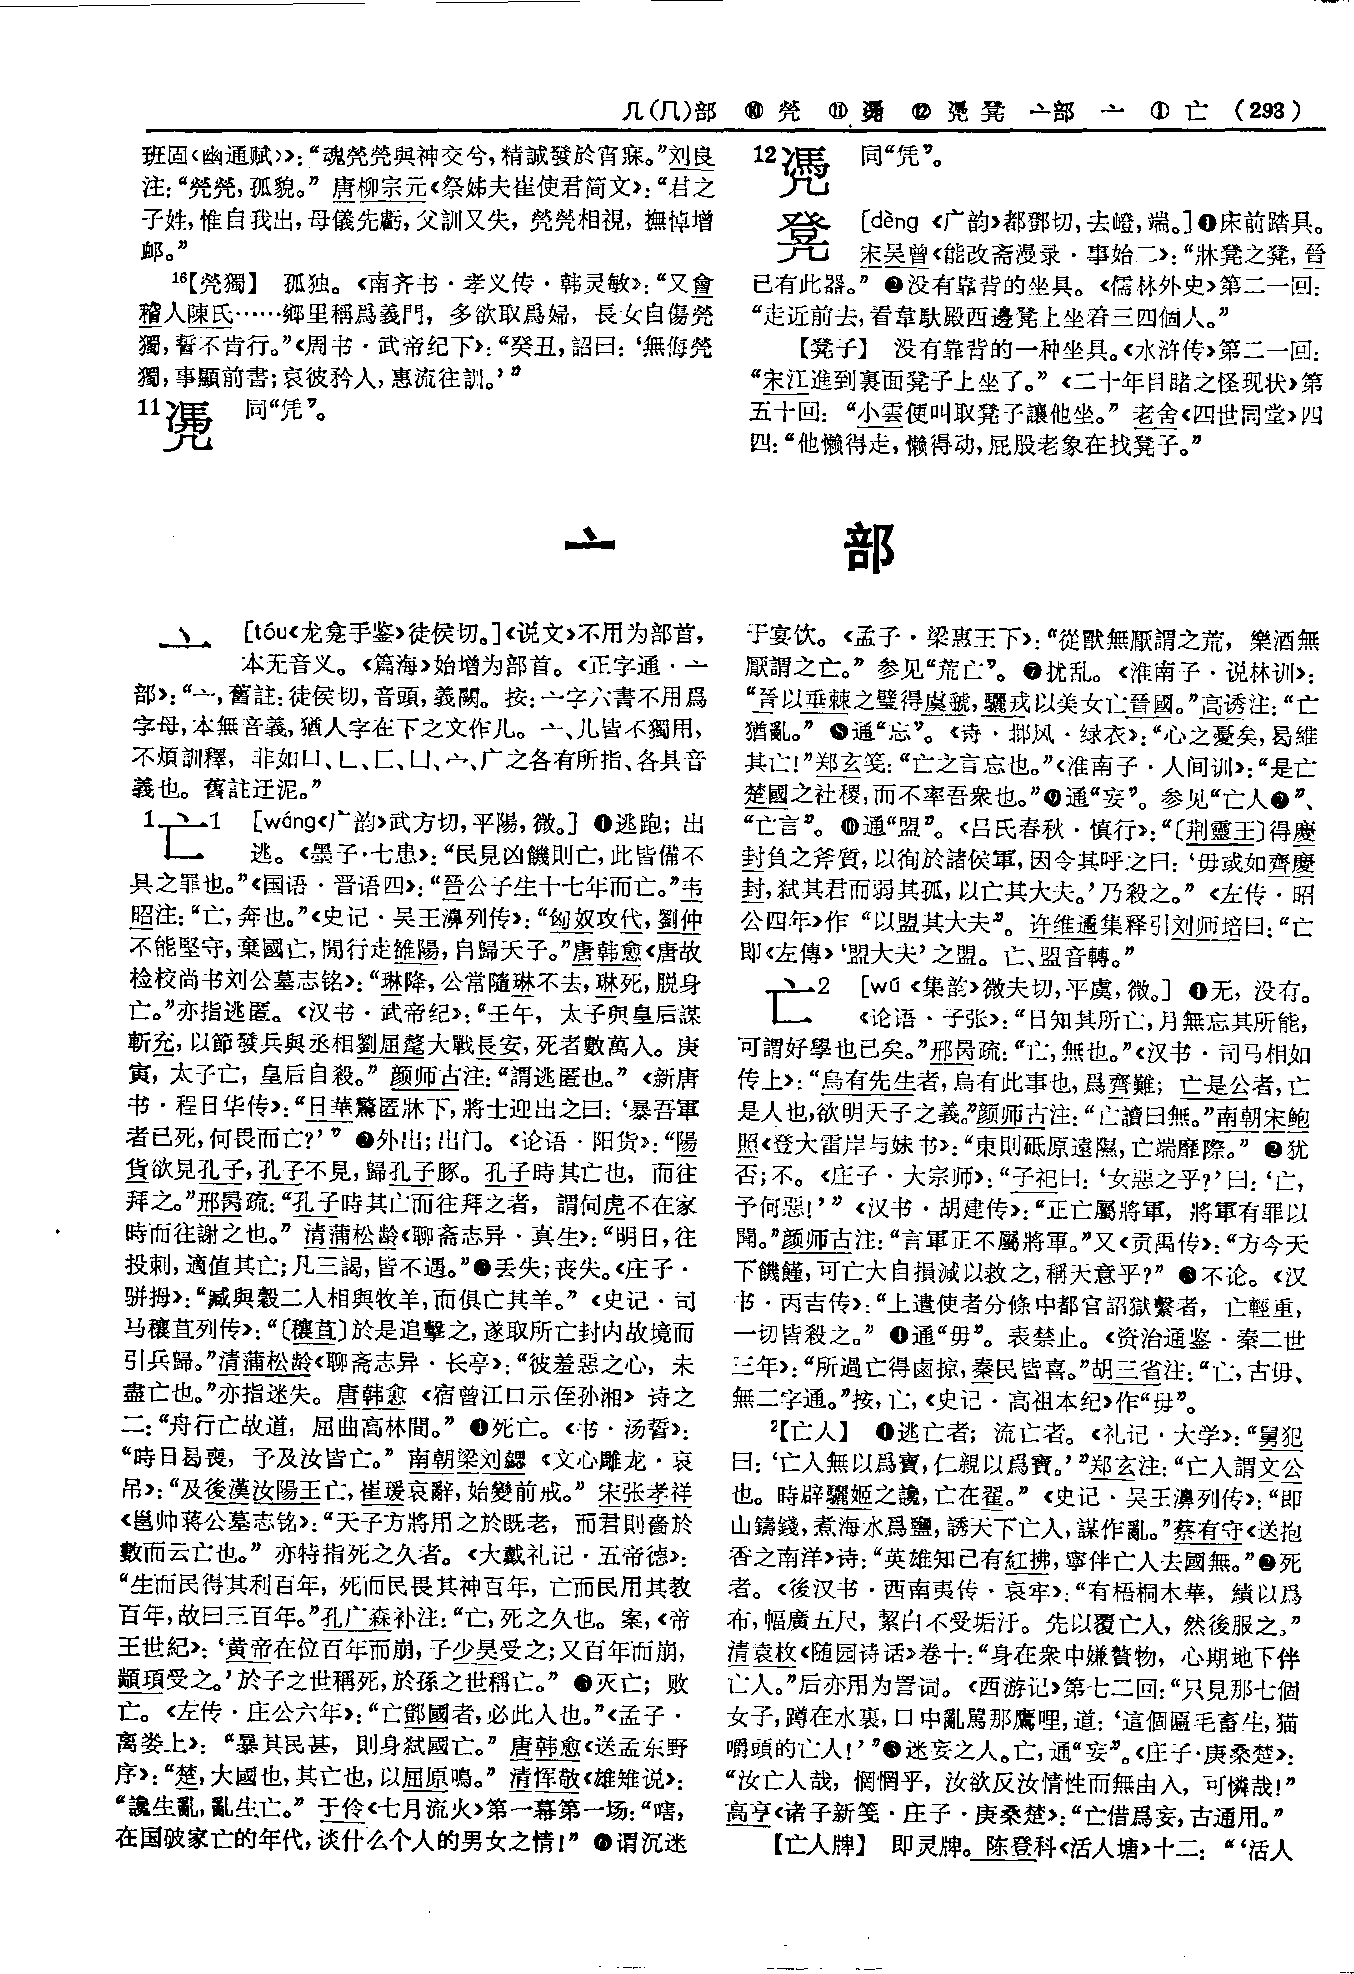 几(⺇)部 ⑩ 煢 ⑪ 凴 ⑫ 凭 凳 亠部 亠 ① 亡 (293)
班固《幽通赋》:“魂煢煢與神交兮,精誠發於宵寐。”刘良
注:“煢煢,孤貌。” 唐柳宗元《祭姊夫崔使君简文》:“君之
子姓,惟自我出,母儀先虧,父訓又失, 煢煢相視, 撫悼增
卹。”
16【煢獨】 孤独。《南齐书·孝义传·韩灵敏》:“又會
稽人陳氏……鄉里稱爲義門, 多欲取爲婦, 長女自傷煢
獨,誓不肯行。”《周书·武帝纪下》:“癸丑,詔曰: ‘無侮煢
獨,事顯前書;哀彼矜人,惠流往訓。’”
11 同“凭”。
12 同“凭”。
凳 [dèng 《广韵》都鄧切,去嶝,端。]❶床前踏具。
宋吴曾《能改斋漫录·事始二》:“牀凳之凳,晉
已有此器。” ❷没有靠背的坐具。《儒林外史》第二一回:
“走近前去,看韋馱殿西邊凳上坐着三四個人。”
【凳子】 没有靠背的一种坐具。《水浒传》第二一回:
“宋江進到裏面凳子上坐了。” 《二十年目睹之怪现状》第
五十回: “小雲便叫取凳子讓他坐。” 老舍《四世同堂》四
四:“他懒得走,懒得动,屁股老象在找凳子。”
亠 部
亠 [tóu《龙龛手鉴》徒侯切。]《说文》不用为部首,
本无音义。《篇海》始增为部首。《正字通·亠
部》:“亠,舊註:徒侯切,音頭,義闕。按:亠字六書不用爲
字母,本無音義,猶人字在下之文作儿。亠、儿皆不獨用,
不煩訓釋, 非如凵、乚、匚、凵、宀、广之各有所指、各具音
義也。舊註迂泥。”
1 亡1 [wáng《广韵》武方切,平陽,微。] ❶逃跑; 出
逃。《墨子·七患》:“民見凶饑則亡,此皆備不
具之罪也。”《国语·晋语四》:“晉公子生十七年而亡。”韦
昭注:“亡,奔也。”《史记·吴王濞列传》:“匈奴攻代,劉仲
不能堅守,棄國亡,閒行走雒陽,自歸天子。”唐韩愈《唐故
检校尚书刘公墓志铭》:“琳降,公常隨琳不去,琳死,脱身
亡。”亦指逃匿。《汉书·武帝纪》:“壬午, 太子與皇后謀
斬充,以節發兵與丞相劉屈氂大戰長安,死者數萬人。庚
寅, 太子亡, 皇后自殺。” 颜师古注:“謂逃匿也。” 《新唐
书·程日华传》:“日華驚匿牀下,將士迎出之曰: ‘暴吾軍
者已死,何畏而亡?’” ❷外出;出门。《论语·阳货》:“陽
貨欲見孔子,孔子不見,歸孔子豚。孔子時其亡也, 而往
拜之。”邢昺疏:“孔子時其亡而往拜之者, 謂伺虎不在家
時而往謝之也。” 清蒲松龄《聊斋志异·真生》:“明日,往
投刺,適值其亡;凡三謁,皆不遇。”❸丢失;丧失。《庄子·
骈拇》:“臧與穀二人相與牧羊,而俱亡其羊。” 《史记·司
马穰苴列传》:“〔穰苴〕於是追擊之,遂取所亡封内故境而
引兵歸。”清蒲松龄《聊斋志异·长亭》:“彼羞惡之心, 未
盡亡也。”亦指迷失。唐韩愈 《宿曾江口示侄孙湘》 诗之
二:“舟行亡故道, 屈曲高林間。” ❹死亡。《书·汤誓》:
“時日曷喪, 予及汝皆亡。” 南朝梁刘勰 《文心雕龙·哀
吊》:“及後漢汝陽王亡,崔瑗哀辭,始變前戒。” 宋张孝祥
《邕帅蒋公墓志铭》:“天子方將用之於既老, 而君則嗇於
數而云亡也。” 亦特指死之久者。《大戴礼记·五帝德》:
“生而民得其利百年, 死而民畏其神百年, 亡而民用其教
百年,故曰三百年。”孔广森补注:“亡,死之久也。案,《帝
王世紀》:‘黄帝在位百年而崩,子少昊受之;又百年而崩,
顓頊受之。’於子之世稱死,於孫之世稱亡。” ❺灭亡; 败
亡。《左传·庄公六年》:“亡鄧國者,必此人也。”《孟子·
离娄上》: “暴其民甚, 則身弑國亡。” 唐韩愈《送孟东野
序》:“楚,大國也,其亡也,以屈原鳴。” 清恽敬《雄雉说》:
“讒生亂,亂生亡。” 于伶《七月流火》第一幕第一场:“嗐,
在国破家亡的年代,谈什么个人的男女之情!” ❻谓沉迷
于宴饮。《孟子·梁惠王下》:“從獸無厭謂之荒, 樂酒無
厭謂之亡。” 参见“荒亡”。❼扰乱。《淮南子·说林训》:
“晉以垂棘之璧得虞虢,驪戎以美女亡晉國。”高诱注:“亡
猶亂。” ❽通“忘”。《诗·邶风·绿衣》:“心之憂矣,曷維
其亡!”郑玄笺:“亡之言忘也。”《淮南子·人间训》:“是亡
楚國之社稷,而不率吾衆也。”❾通“妄”。参见“亡人❷”、
“亡言”。❿通“盟”。《吕氏春秋·慎行》:“〔荆靈王〕得慶
封負之斧質,以徇於諸侯軍,因令其呼之曰: ‘毋或如齊慶
封,弑其君而弱其孤,以亡其大夫。’乃殺之。” 《左传·昭
公四年》作 “以盟其大夫”。许维遹集释引刘师培曰:“亡
即《左傳》‘盟大夫’之盟。亡、盟音轉。”
亡2 [wú 《集韵》微夫切,平虞,微。] ❶无, 没有。
《论语·子张》:“日知其所亡,月無忘其所能,
可謂好學也已矣。”邢昺疏:“亡,無也。”《汉书·司马相如
传上》:“烏有先生者,烏有此事也,爲齊難; 亡是公者,亡
是人也,欲明天子之義。”颜师古注:“亡讀曰無。”南朝宋鲍
照《登大雷岸与妹书》:“東則砥原遠隰,亡端靡際。” ❷犹
否;不。《庄子·大宗师》:“子祀曰: ‘女惡之乎?’曰: ‘亡,
予何惡!’” 《汉书·胡建传》:“正亡屬將軍, 將軍有罪以
聞。”颜师古注:“言軍正不屬將軍。”又《贡禹传》:“方今天
下饑饉,可亡大自損減以救之,稱天意乎?” ❸不论。《汉
书·丙吉传》:“上遣使者分條中都官詔獄繫者, 亡輕重,
一切皆殺之。” ❹通“毋”。表禁止。《资治通鉴·秦二世
三年》:“所過亡得鹵掠,秦民皆喜。”胡三省注:“亡,古毋、
無二字通。”按,亡,《史记·高祖本纪》作“毋”。
2【亡人】 ❶逃亡者; 流亡者。《礼记·大学》:“舅犯
曰: ‘亡人無以爲寶,仁親以爲寶。’”郑玄注:“亡人謂文公
也。時辟驪姬之讒,亡在翟。” 《史记·吴王濞列传》:“即
山鑄錢,煮海水爲鹽,誘天下亡人,謀作亂。”蔡有守《送抱
香之南洋》诗:“英雄知己有紅拂,寧伴亡人去國無。”❷死
者。《後汉书·西南夷传·哀牢》:“有梧桐木華, 績以爲
布,幅廣五尺, 絜白不受垢汙。先以覆亡人, 然後服之。”
清袁枚《随园诗话》卷十:“身在衆中嫌贅物, 心期地下伴
亡人。”后亦用为詈词。《西游记》第七二回:“只見那七個
女子,蹲在水裏,口中亂駡那鷹哩,道: ‘這個匾毛畜生,猫
嚼頭的亡人!’”❸迷妄之人。亡,通“妄”。《庄子·庚桑楚》:
“汝亡人哉, 惘惘乎, 汝欲反汝情性而無由入, 可憐哉!”
高亨《诸子新笺·庄子·庚桑楚》:“亡借爲妄,古通用。”
【亡人牌】 即灵牌。陈登科《活人塘》十二: “‘活人